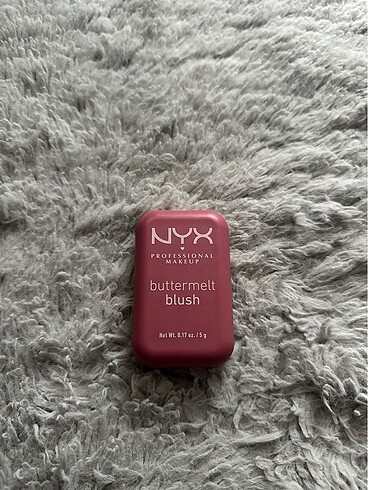 NYX
PROFESSIONAL
MAKEUP
buttermelt
blush
Net Wt. 0.17 oz. / 5 g